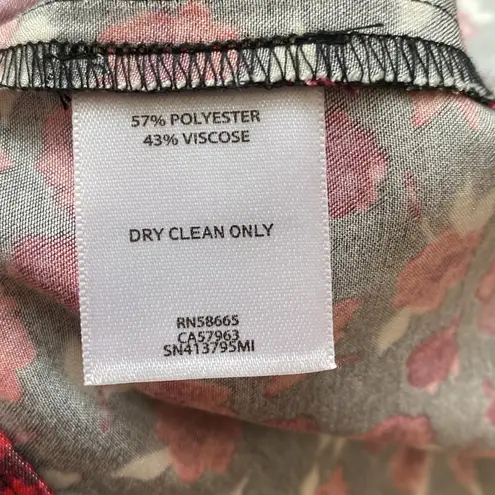 57% POLYESTER
43% VISCOSE
DRY CLEAN ONLY
RN58665
CA57963
SN413795MI